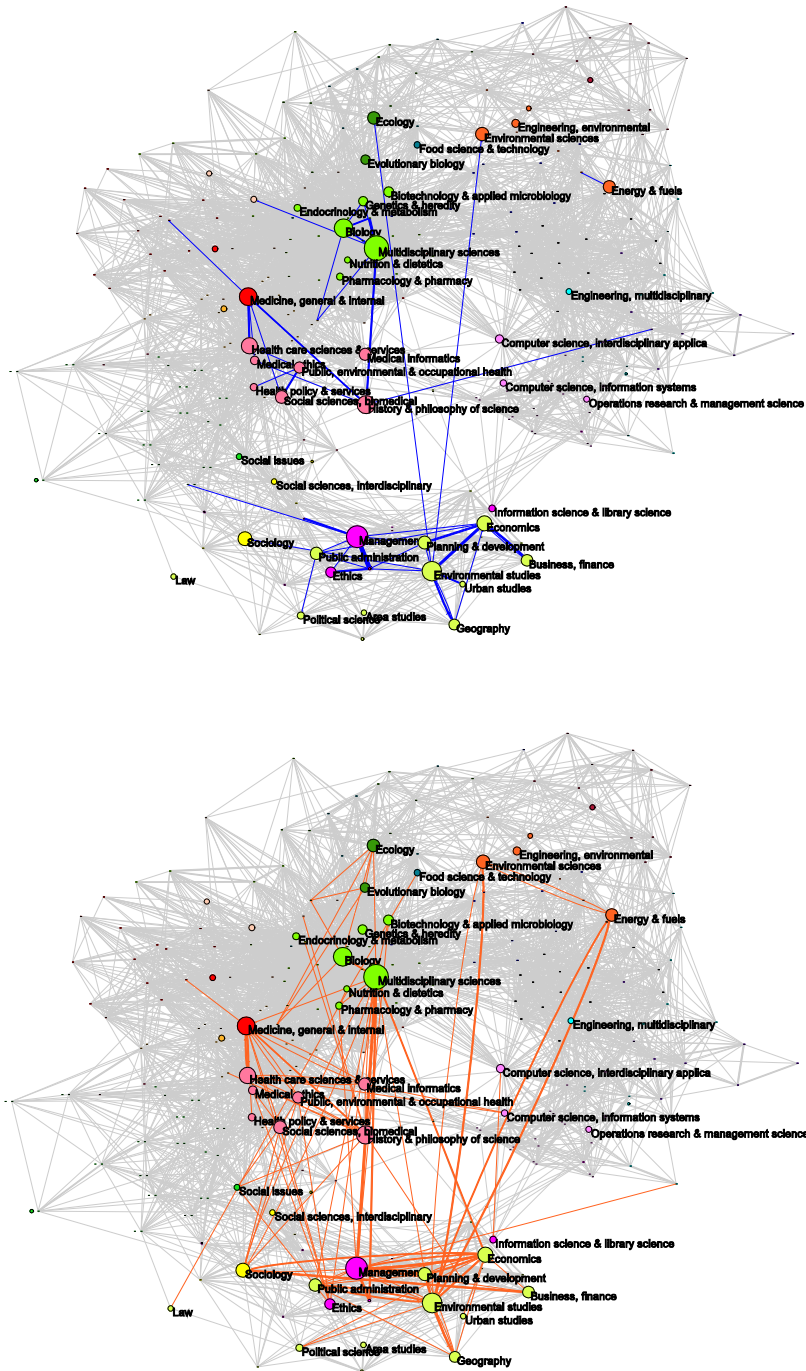 Ecology
Engineering, environmental
Environmental sciences
Food science & technology
Evolutionary biology
Energy & fuels
Biotechnology & applied microbiology
Genetics & heredity
Endocrinology & metabolism
Biology
Multidisciplinary sciences
Nutrition & dietetics
Pharmacology & pharmacy
Engineering, multidisciplinary
Medicine, general & internal
Computer science, interdisciplinary applica
Health care sciences & services
Medical informatics
Medical ethics
Public, environmental & occupational health
Computer science, information systems
Health policy & services
Social sciences, biomedical
Operations research & management science
History & philosophy of science
Social issues
Social sciences, interdisciplinary
Information science & library science
Economics
Sociology
Management
Planning & development
Public administration
Business, finance
Ethics
Environmental studies
Law
Urban studies
Area studies
Political science
Geography
Ecology
Engineering, environmental
Environmental sciences
Food science & technology
Evolutionary biology
Energy & fuels
Biotechnology & applied microbiology
Genetics & heredity
Endocrinology & metabolism
Biology
Multidisciplinary sciences
Nutrition & dietetics
Pharmacology & pharmacy
Engineering, multidisciplinary
Medicine, general & internal
Computer science, interdisciplinary applica
Health care sciences & services
Medical informatics
Medical ethics
Public, environmental & occupational health
Computer science, information systems
Health policy & services
Social sciences, biomedical
Operations research & management science
History & philosophy of science
Social issues
Social sciences, interdisciplinary
Information science & library science
Economics
Sociology
Management
Planning & development
Public administration
Business, finance
Ethics
Environmental studies
Law
Urban studies
Area studies
Political science
Geography